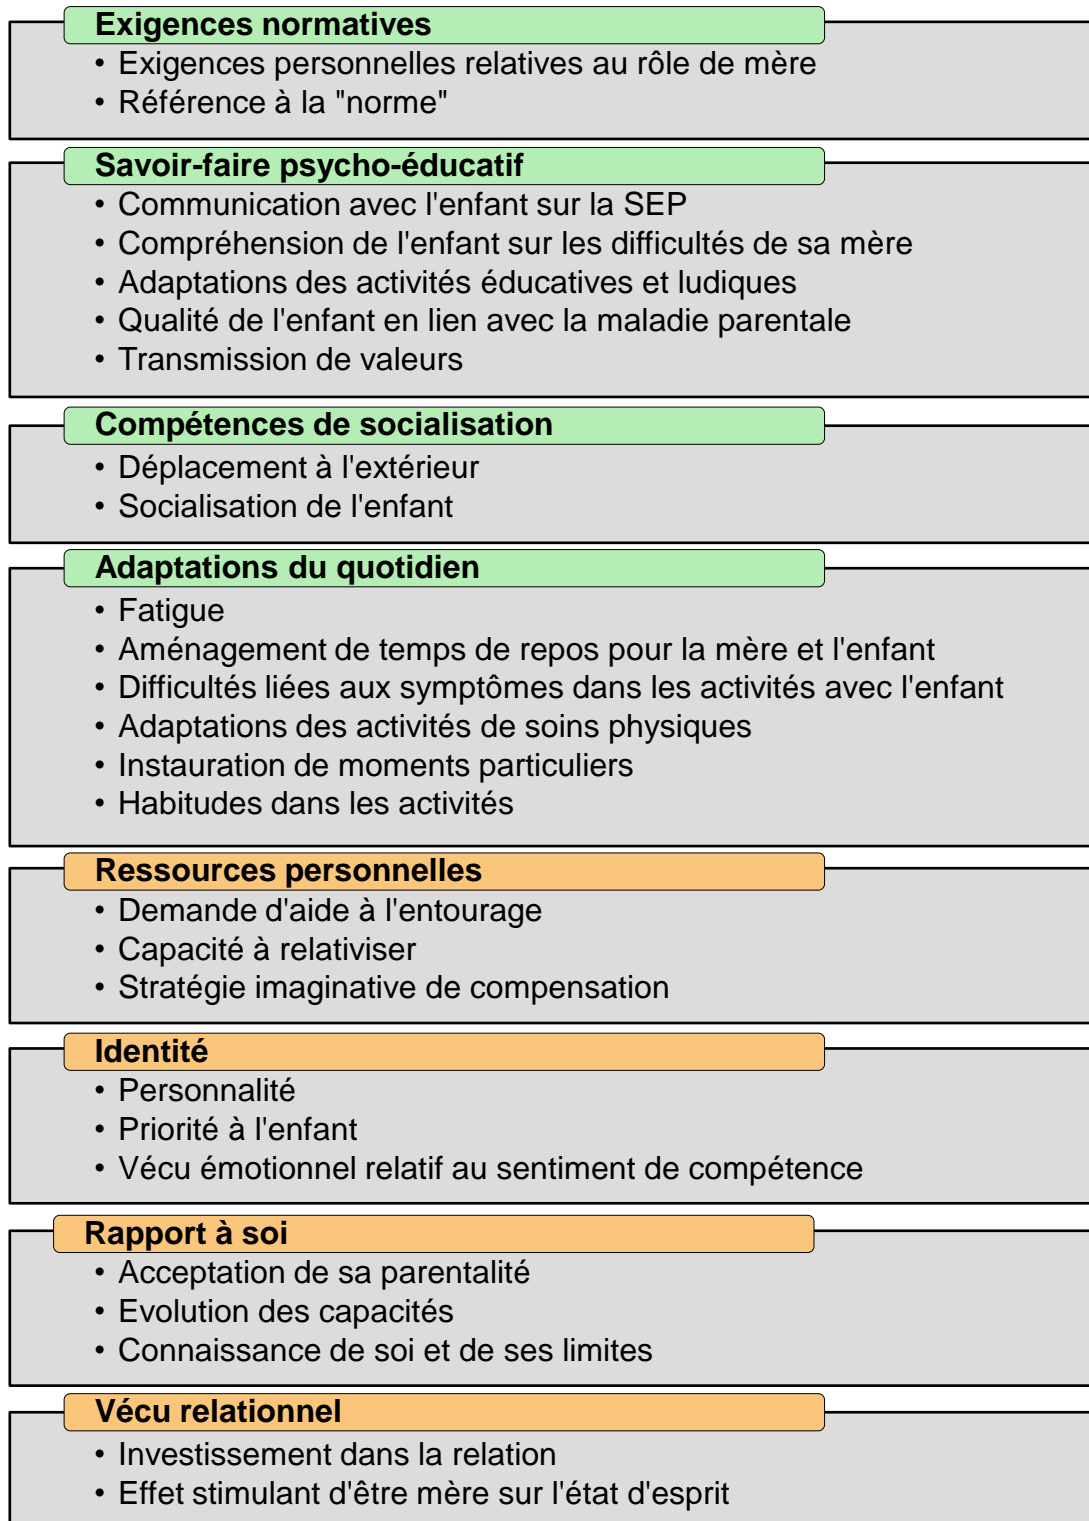 Exigences normatives
• Exigences personnelles relatives au rôle de mère
• Référence à la "norme"
Savoir-faire psycho-éducatif
• Communication avec l'enfant sur la SEP
• Compréhension de l'enfant sur les difficultés de sa mère
• Adaptations des activités éducatives et ludiques
• Qualité de l'enfant en lien avec la maladie parentale
• Transmission de valeurs
Compétences de socialisation
• Déplacement à l'extérieur
• Socialisation de l'enfant
Adaptations du quotidien
• Fatigue
• Aménagement de temps de repos pour la mère et l'enfant
• Difficultés liées aux symptômes dans les activités avec l'enfant
• Adaptations des activités de soins physiques
• Instauration de moments particuliers
• Habitudes dans les activités
Ressources personnelles
• Demande d'aide à l'entourage
• Capacité à relativiser
• Stratégie imaginative de compensation
Identité
• Personnalité
• Priorité à l'enfant
• Vécu émotionnel relatif au sentiment de compétence
Rapport à soi
• Acceptation de sa parentalité
• Evolution des capacités
• Connaissance de soi et de ses limites
Vécu relationnel
• Investissement dans la relation
• Effet stimulant d'être mère sur l'état d'esprit